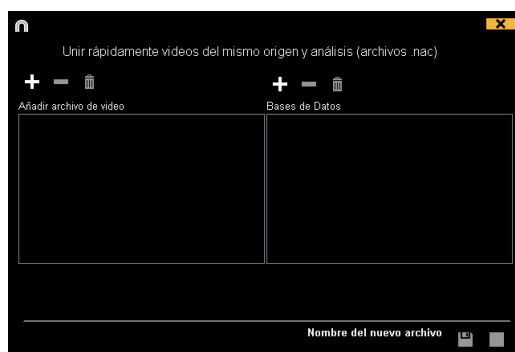 Unir rápidamente videos del mismo origen y análisis (archivos .nac)
Añadir archivo de video
Bases de Datos
Nombre del nuevo archivo